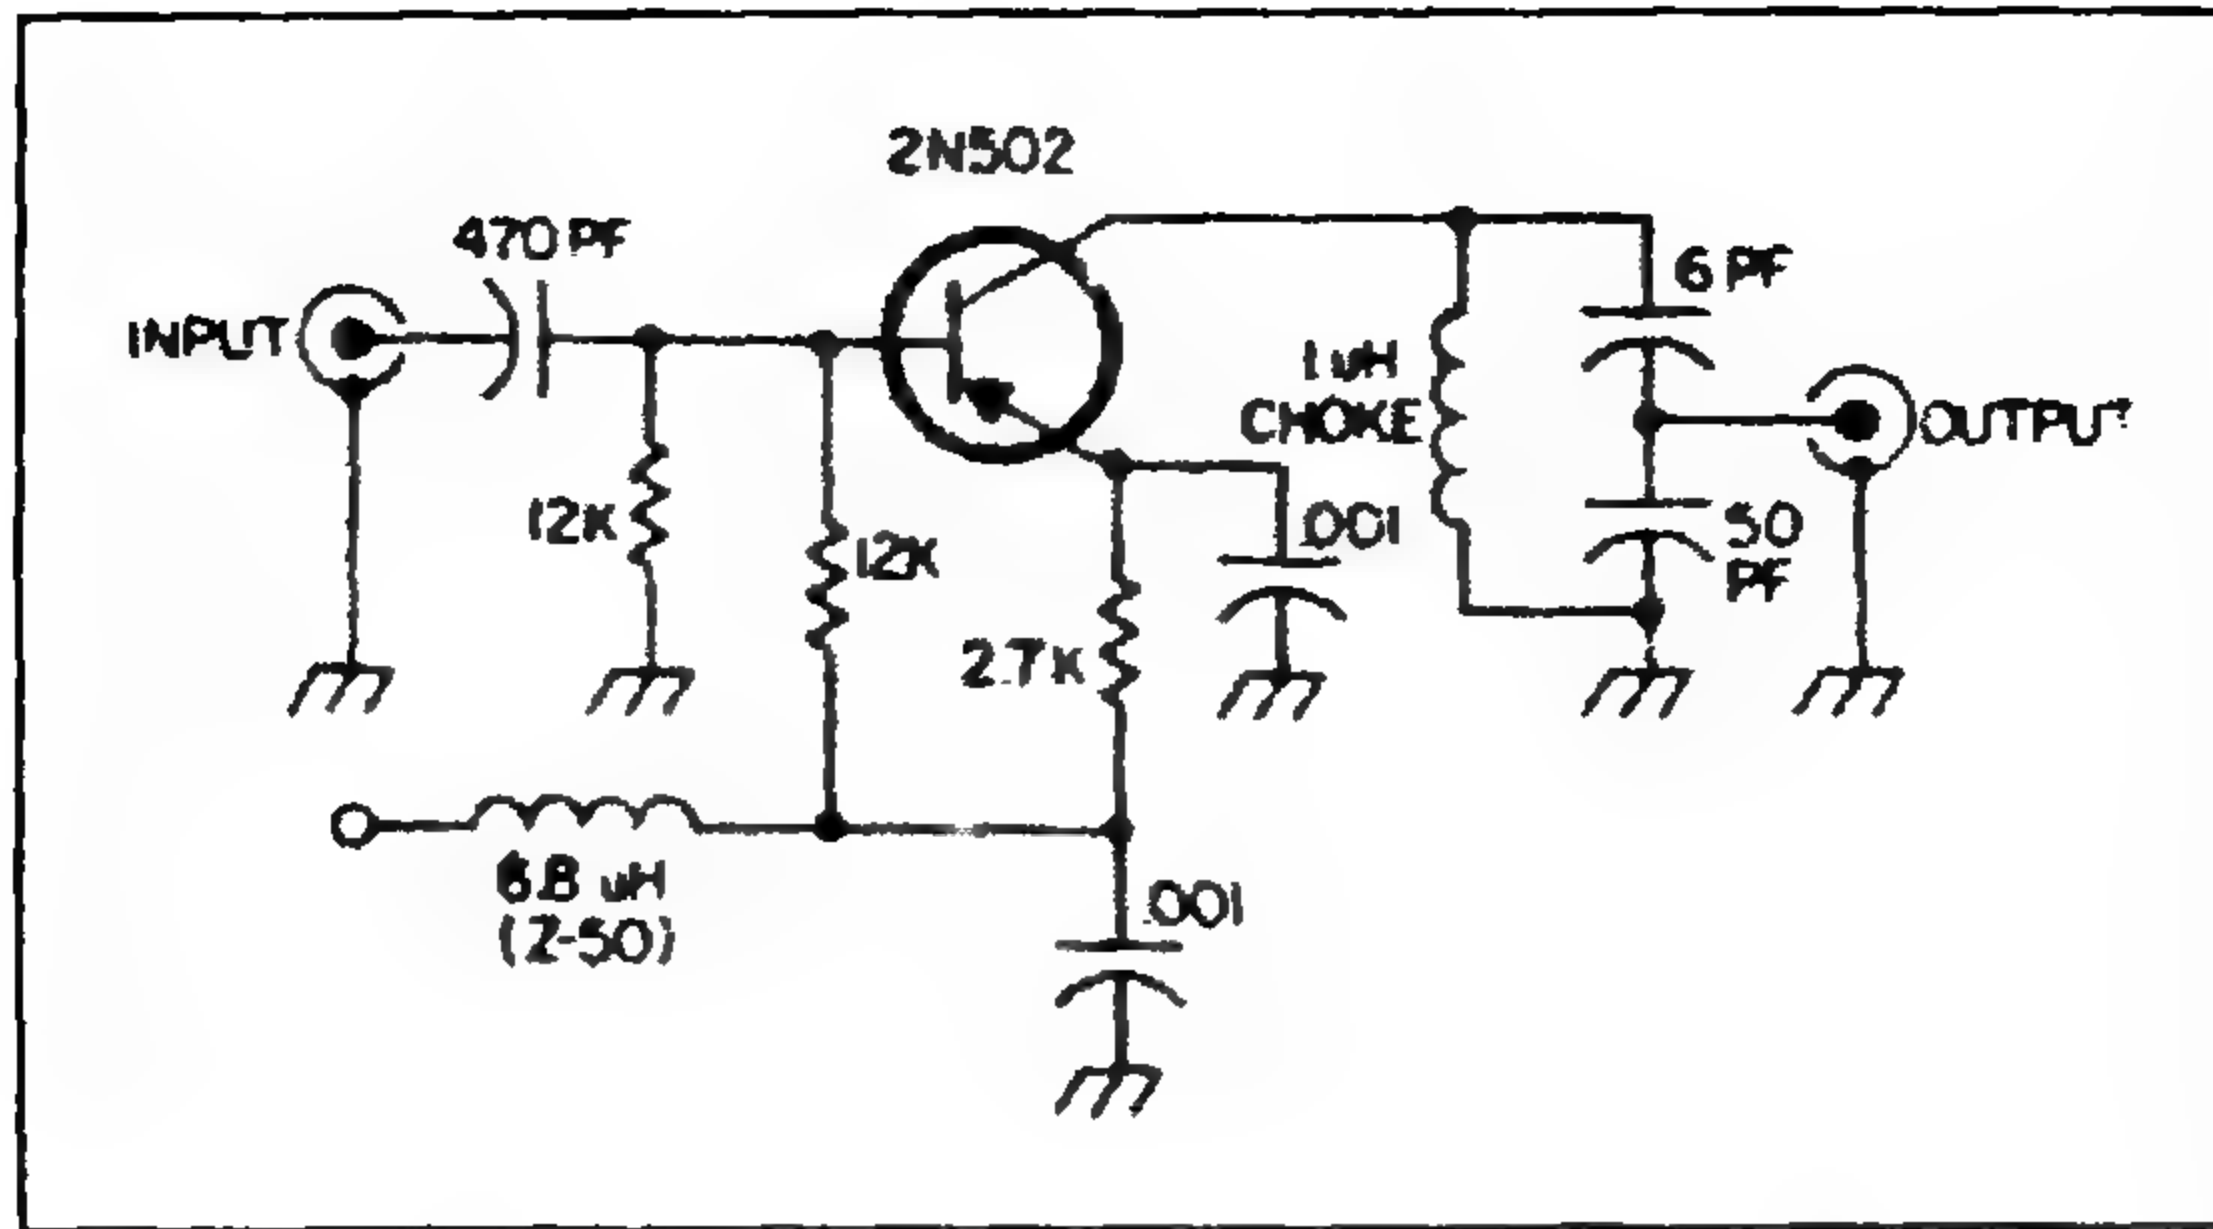 2N502
470 PF
6 PF
INPUT
1 uH
CHOKE
OUTPUT
12K
12K
.001
50
PF
2.7K
6.8 uH
(Z-50)
.001